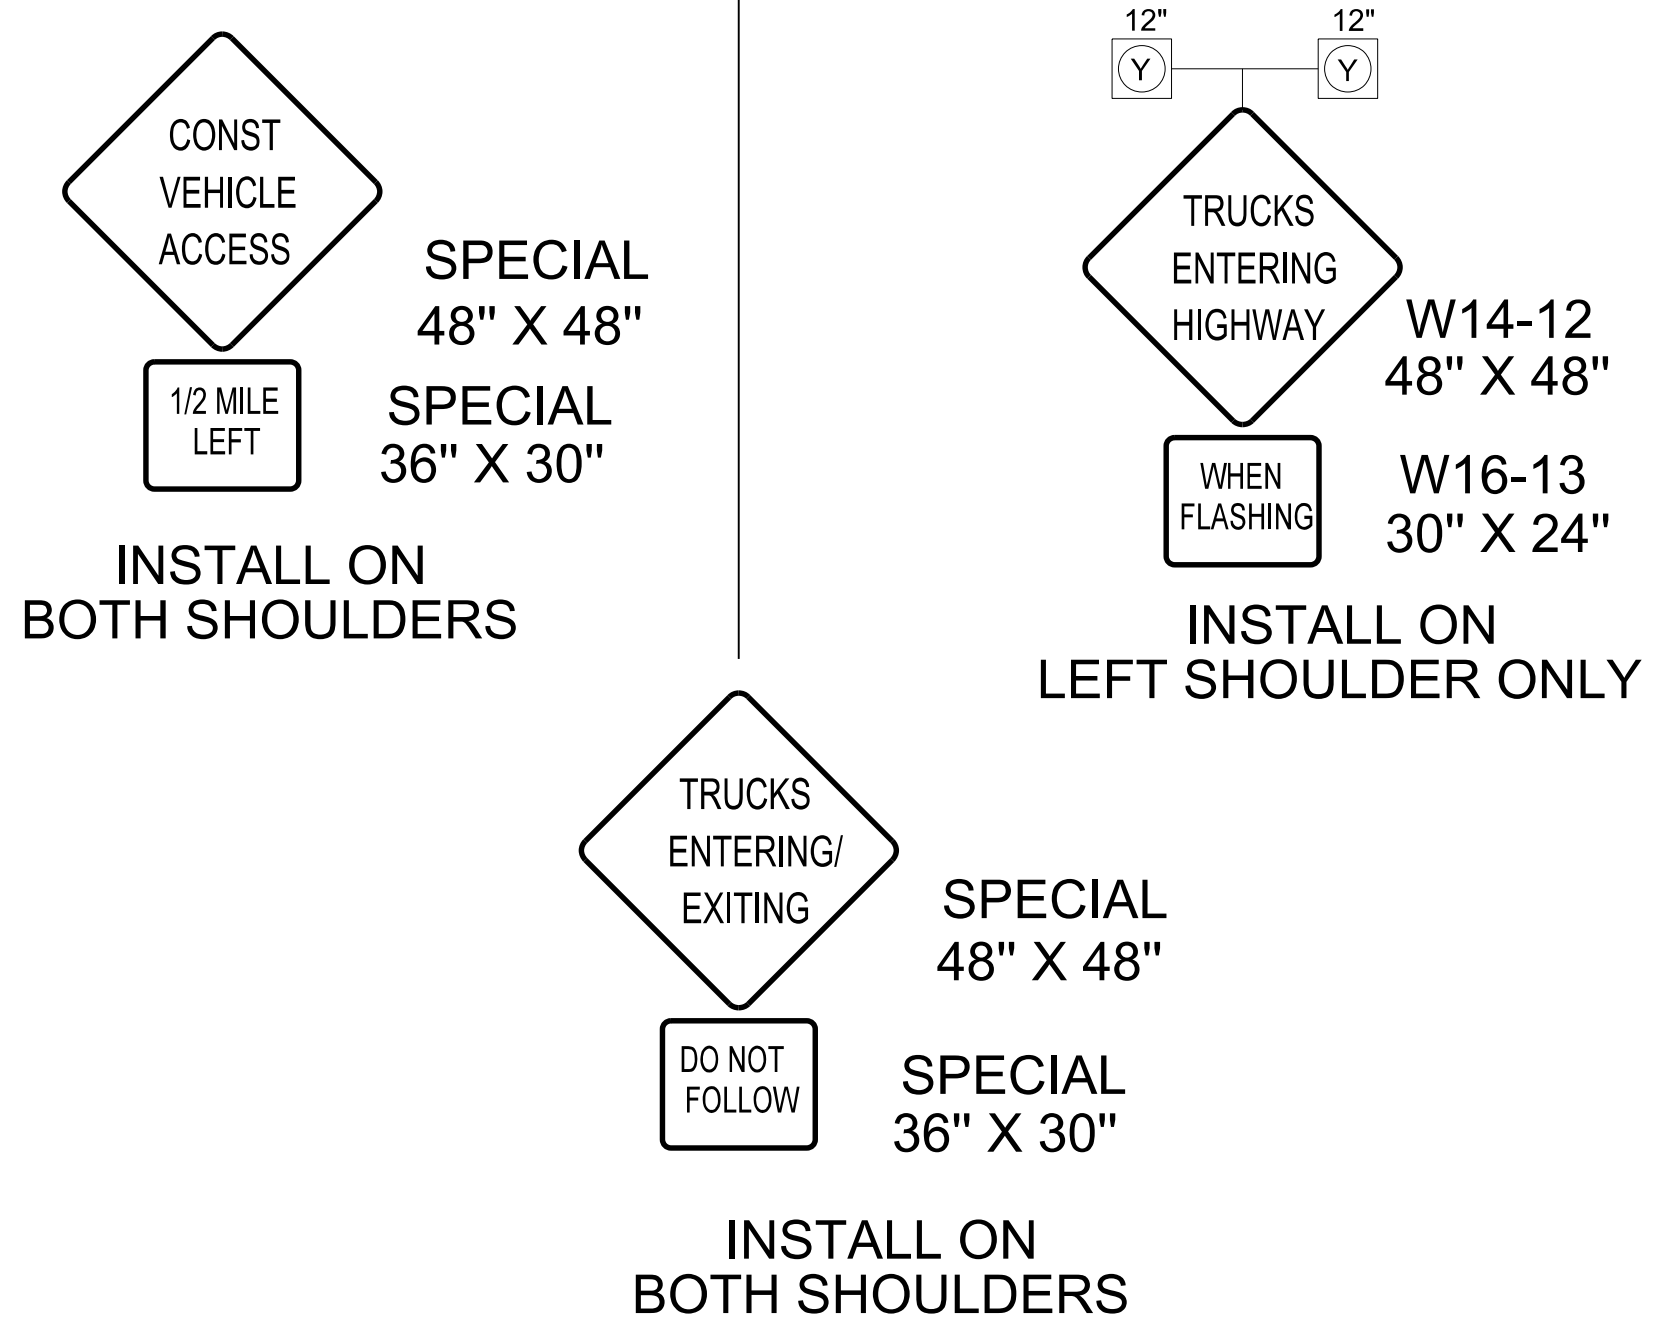 CONST
VEHICLE
ACCESS
SPECIAL
48" X 48"
1/2 MILE
LEFT
SPECIAL
36" X 30"
INSTALL ON
BOTH SHOULDERS
12" 12"
Y Y
TRUCKS
ENTERING
HIGHWAY
W14-12
48" X 48"
WHEN
FLASHING
W16-13
30" X 24"
INSTALL ON
LEFT SHOULDER ONLY
TRUCKS
ENTERING/
EXITING
SPECIAL
48" X 48"
DO NOT
FOLLOW
SPECIAL
36" X 30"
INSTALL ON
BOTH SHOULDERS